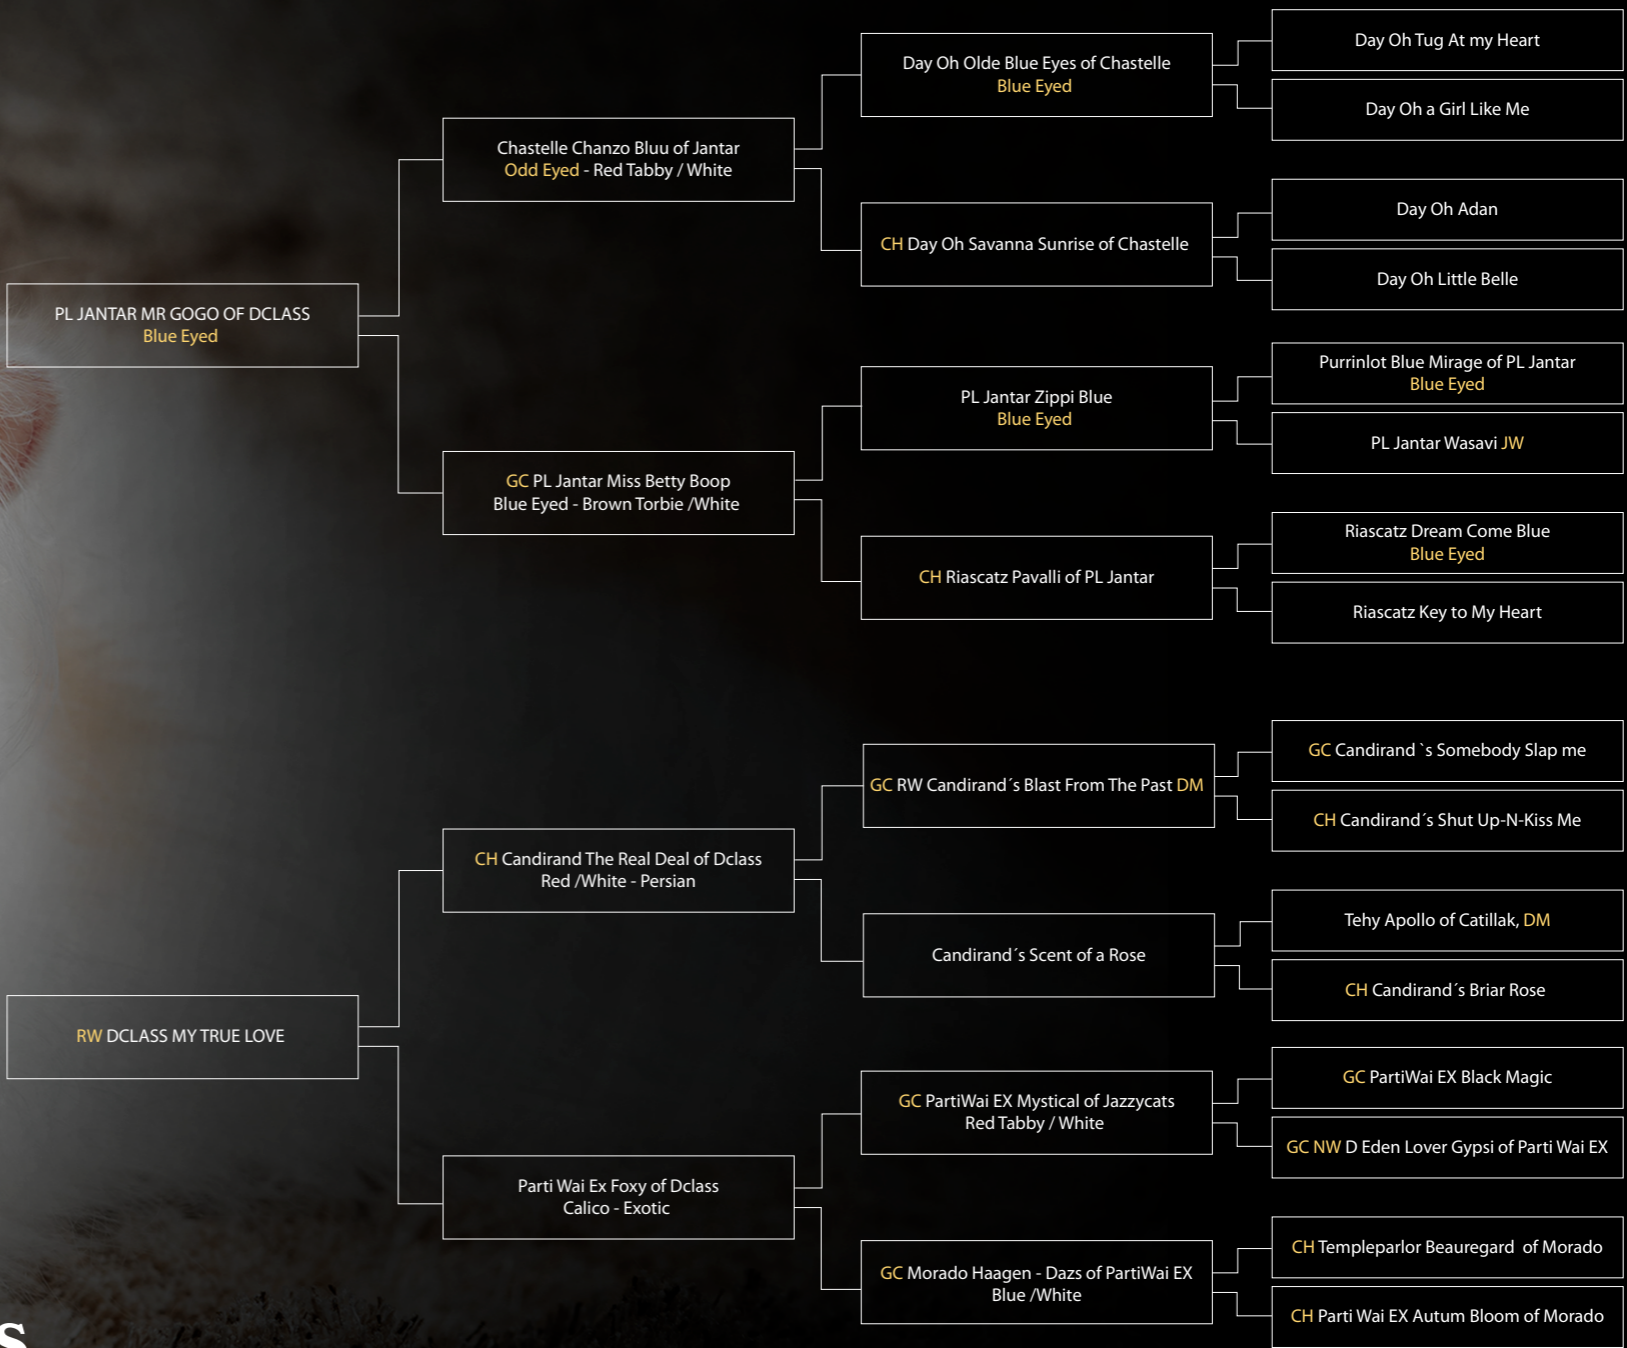 Day Oh Tug At my Heart
Day Oh Olde Blue Eyes of Chastelle
Blue Eyed
Day Oh a Girl Like Me
Chastelle Chanzo Bluu of Jantar
Odd Eyed - Red Tabby / White
Day Oh Adan
CH Day Oh Savanna Sunrise of Chastelle
Day Oh Little Belle
PL JANTAR MR GOGO OF DCLASS
Blue Eyed
Purrinlot Blue Mirage of PL Jantar
Blue Eyed
PL Jantar Zippi Blue
Blue Eyed
PL Jantar Wasavi JW
GC PL Jantar Miss Betty Boop
Blue Eyed - Brown Torbie /White
Riascatz Dream Come Blue
Blue Eyed
CH Riascatz Pavalli of PL Jantar
Riascatz Key to My Heart
GC Candirand `s Somebody Slap me
GC RW Candirand´s Blast From The Past DM
CH Candirand´s Shut Up-N-Kiss Me
CH Candirand The Real Deal of Dclass
Red /White - Persian
Tehy Apollo of Catillak, DM
Candirand´s Scent of a Rose
CH Candirand´s Briar Rose
RW DCLASS MY TRUE LOVE
GC PartiWai EX Black Magic
GC PartiWai EX Mystical of Jazzycats
Red Tabby / White
GC NW D Eden Lover Gypsi of Parti Wai EX
Parti Wai Ex Foxy of Dclass
Calico - Exotic
CH Templeparlor Beauregard of Morado
GC Morado Haagen - Dazs of PartiWai EX
Blue /White
CH Parti Wai EX Autum Bloom of Morado
s